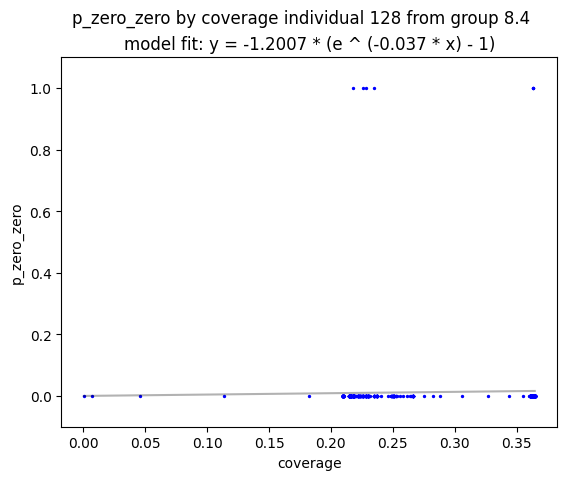 p_zero_zero by coverage individual 128 from group 8.4
model fit: y = -1.2007 * (e ^ (-0.037 * x) - 1)
1.0
0.8
0.6
0.4
0.2
0.0
p_zero_zero
0.00 0.05 0.10 0.15 0.20 0.25 0.30 0.35
coverage